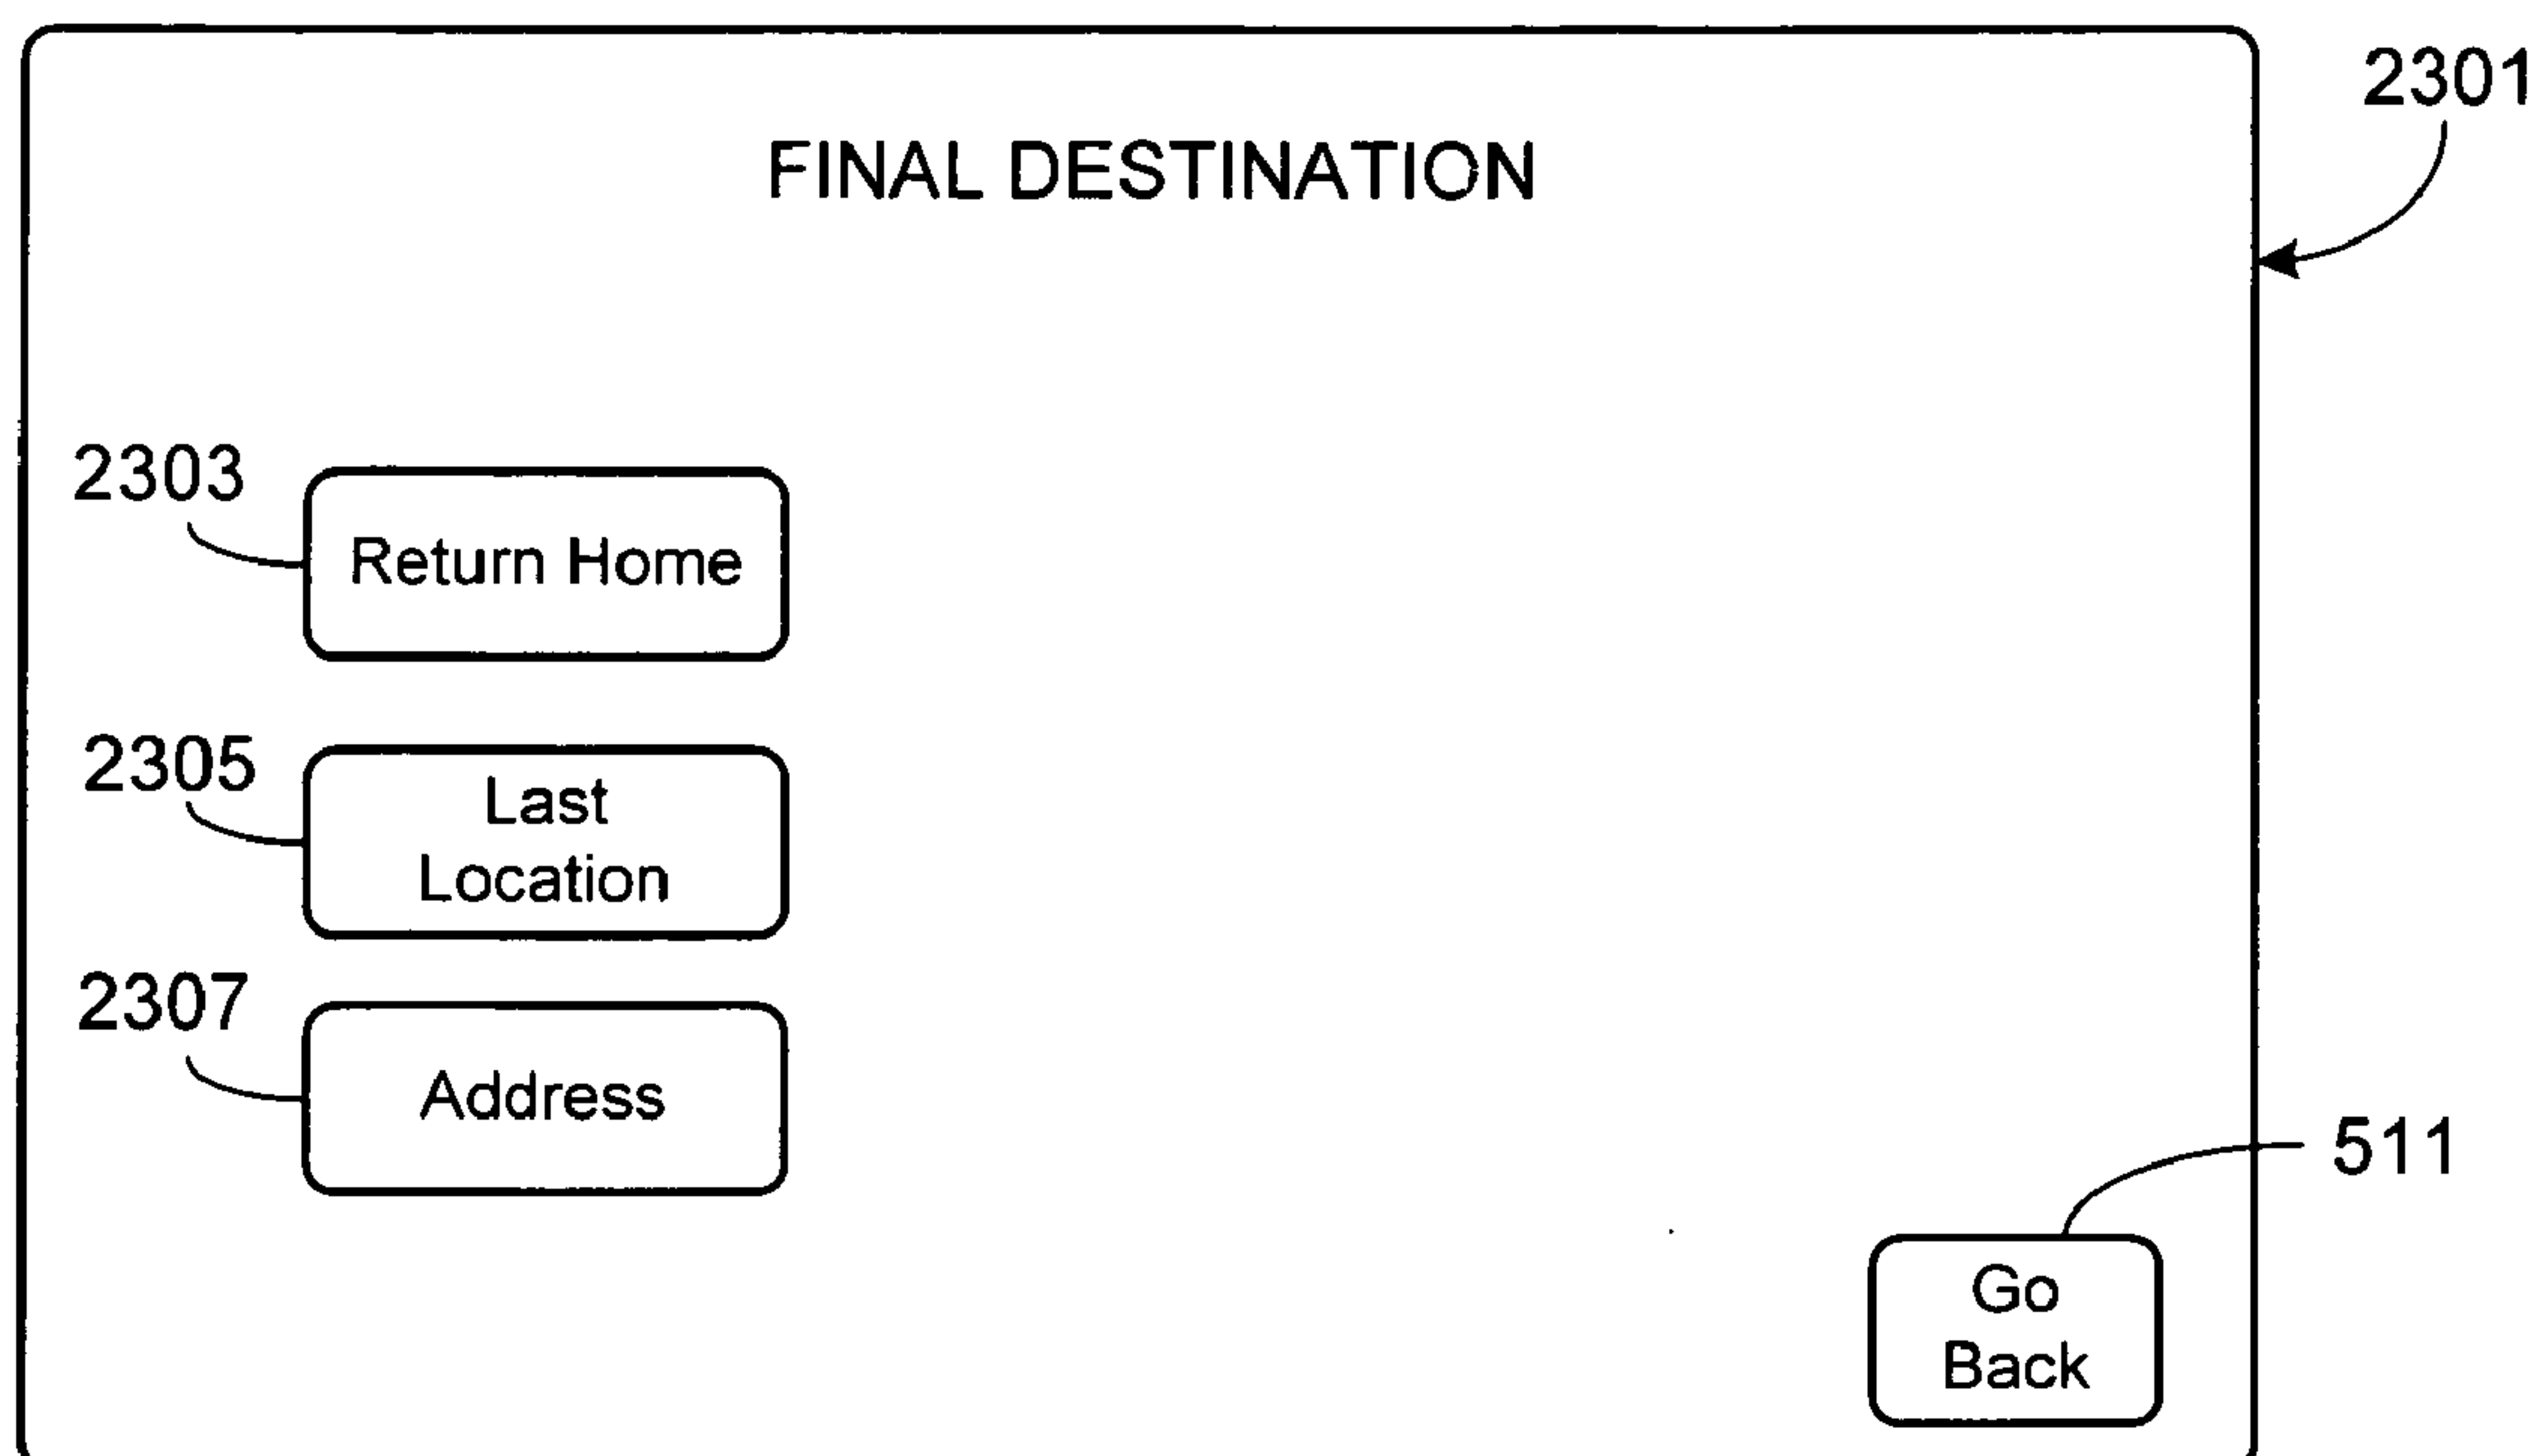 2301
FINAL DESTINATION
2303
Return Home
2305
Last
Location
2307
Address
511
Go
Back